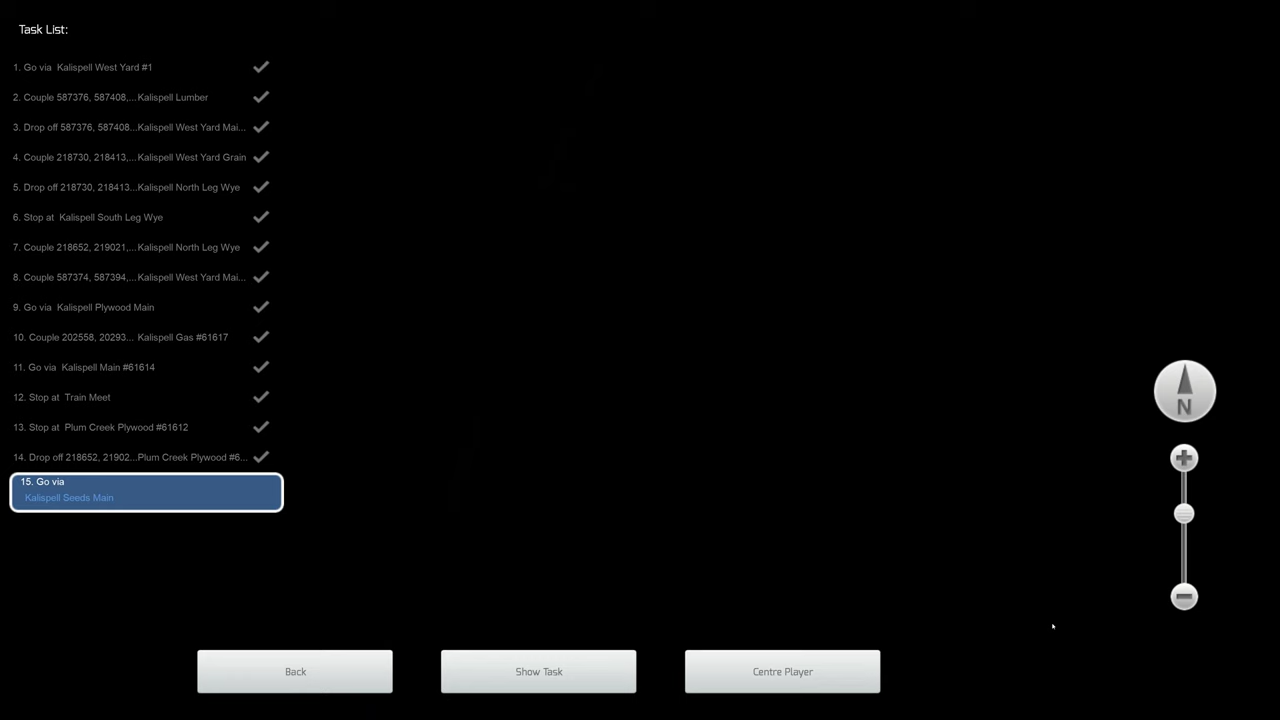 Task List:
1. Go via  Kalispell West Yard #1
2. Couple 587376, 587408,... Kalispell Lumber
3. Drop off 587376, 587408... Kalispell West Yard Mai...
4. Couple 218730, 218413,... Kalispell West Yard Grain
5. Drop off 218730, 218413... Kalispell North Leg Wye
6. Stop at  Kalispell South Leg Wye
7. Couple 218652, 219021,... Kalispell North Leg Wye
8. Couple 587374, 587394,... Kalispell West Yard Mai...
9. Go via  Kalispell Plywood Main
10. Couple 202558, 20293... Kalispell Gas #61617
11. Go via  Kalispell Main #61614
12. Stop at  Train Meet
13. Stop at  Plum Creek Plywood #61612
14. Drop off 218652, 21902... Plum Creek Plywood #6...
15. Go via
Kalispell Seeds Main
N
Back
Show Task
Centre Player